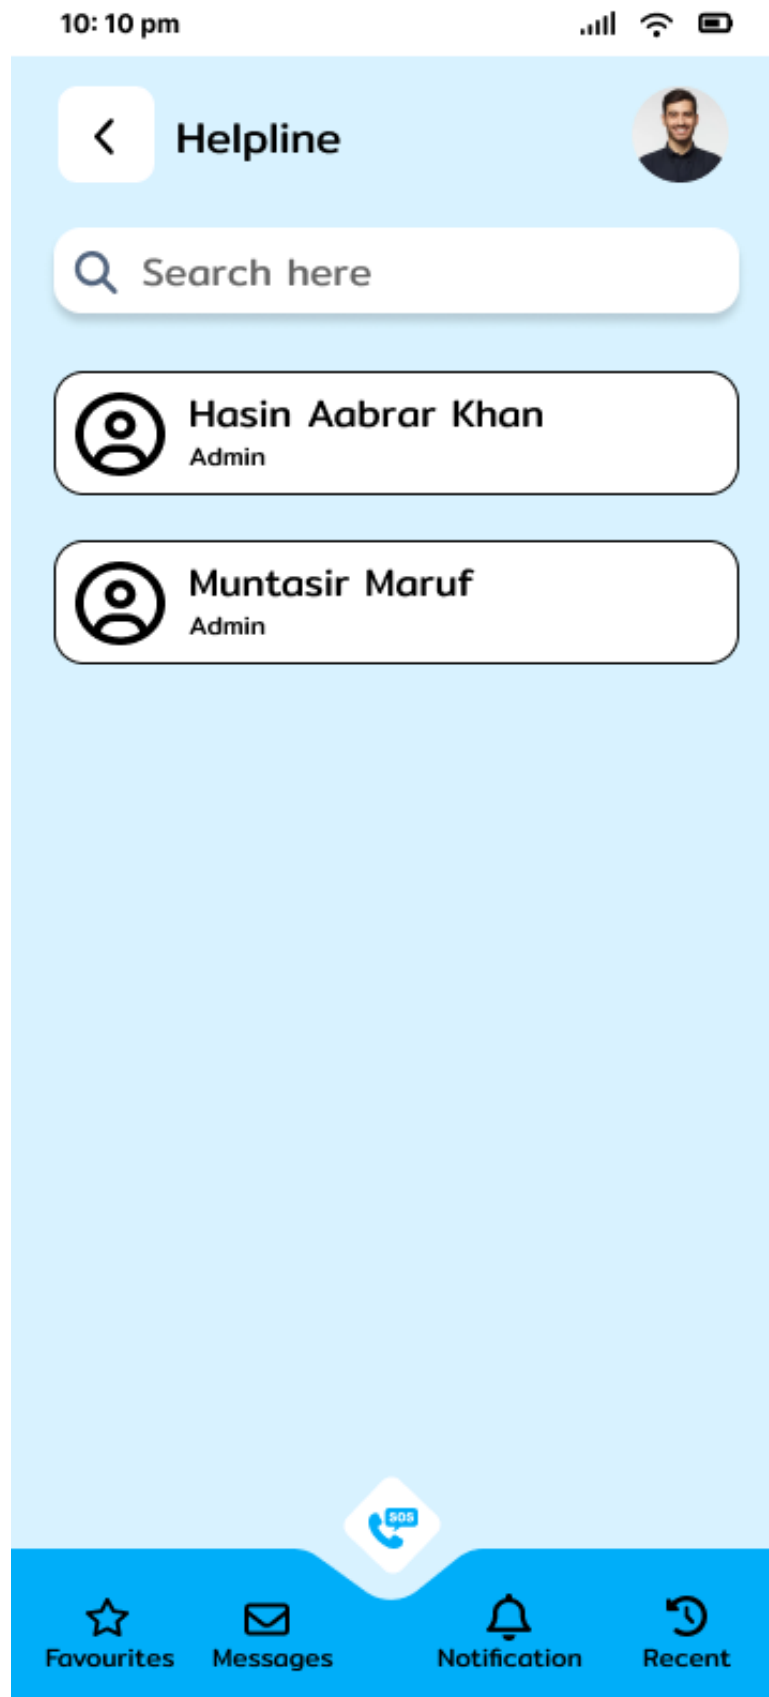 10:10 pm
Helpline
Search here
Hasin Aabrar Khan
Admin
Muntasir Maruf
Admin
SOS
Favourites Messages Notification Recent